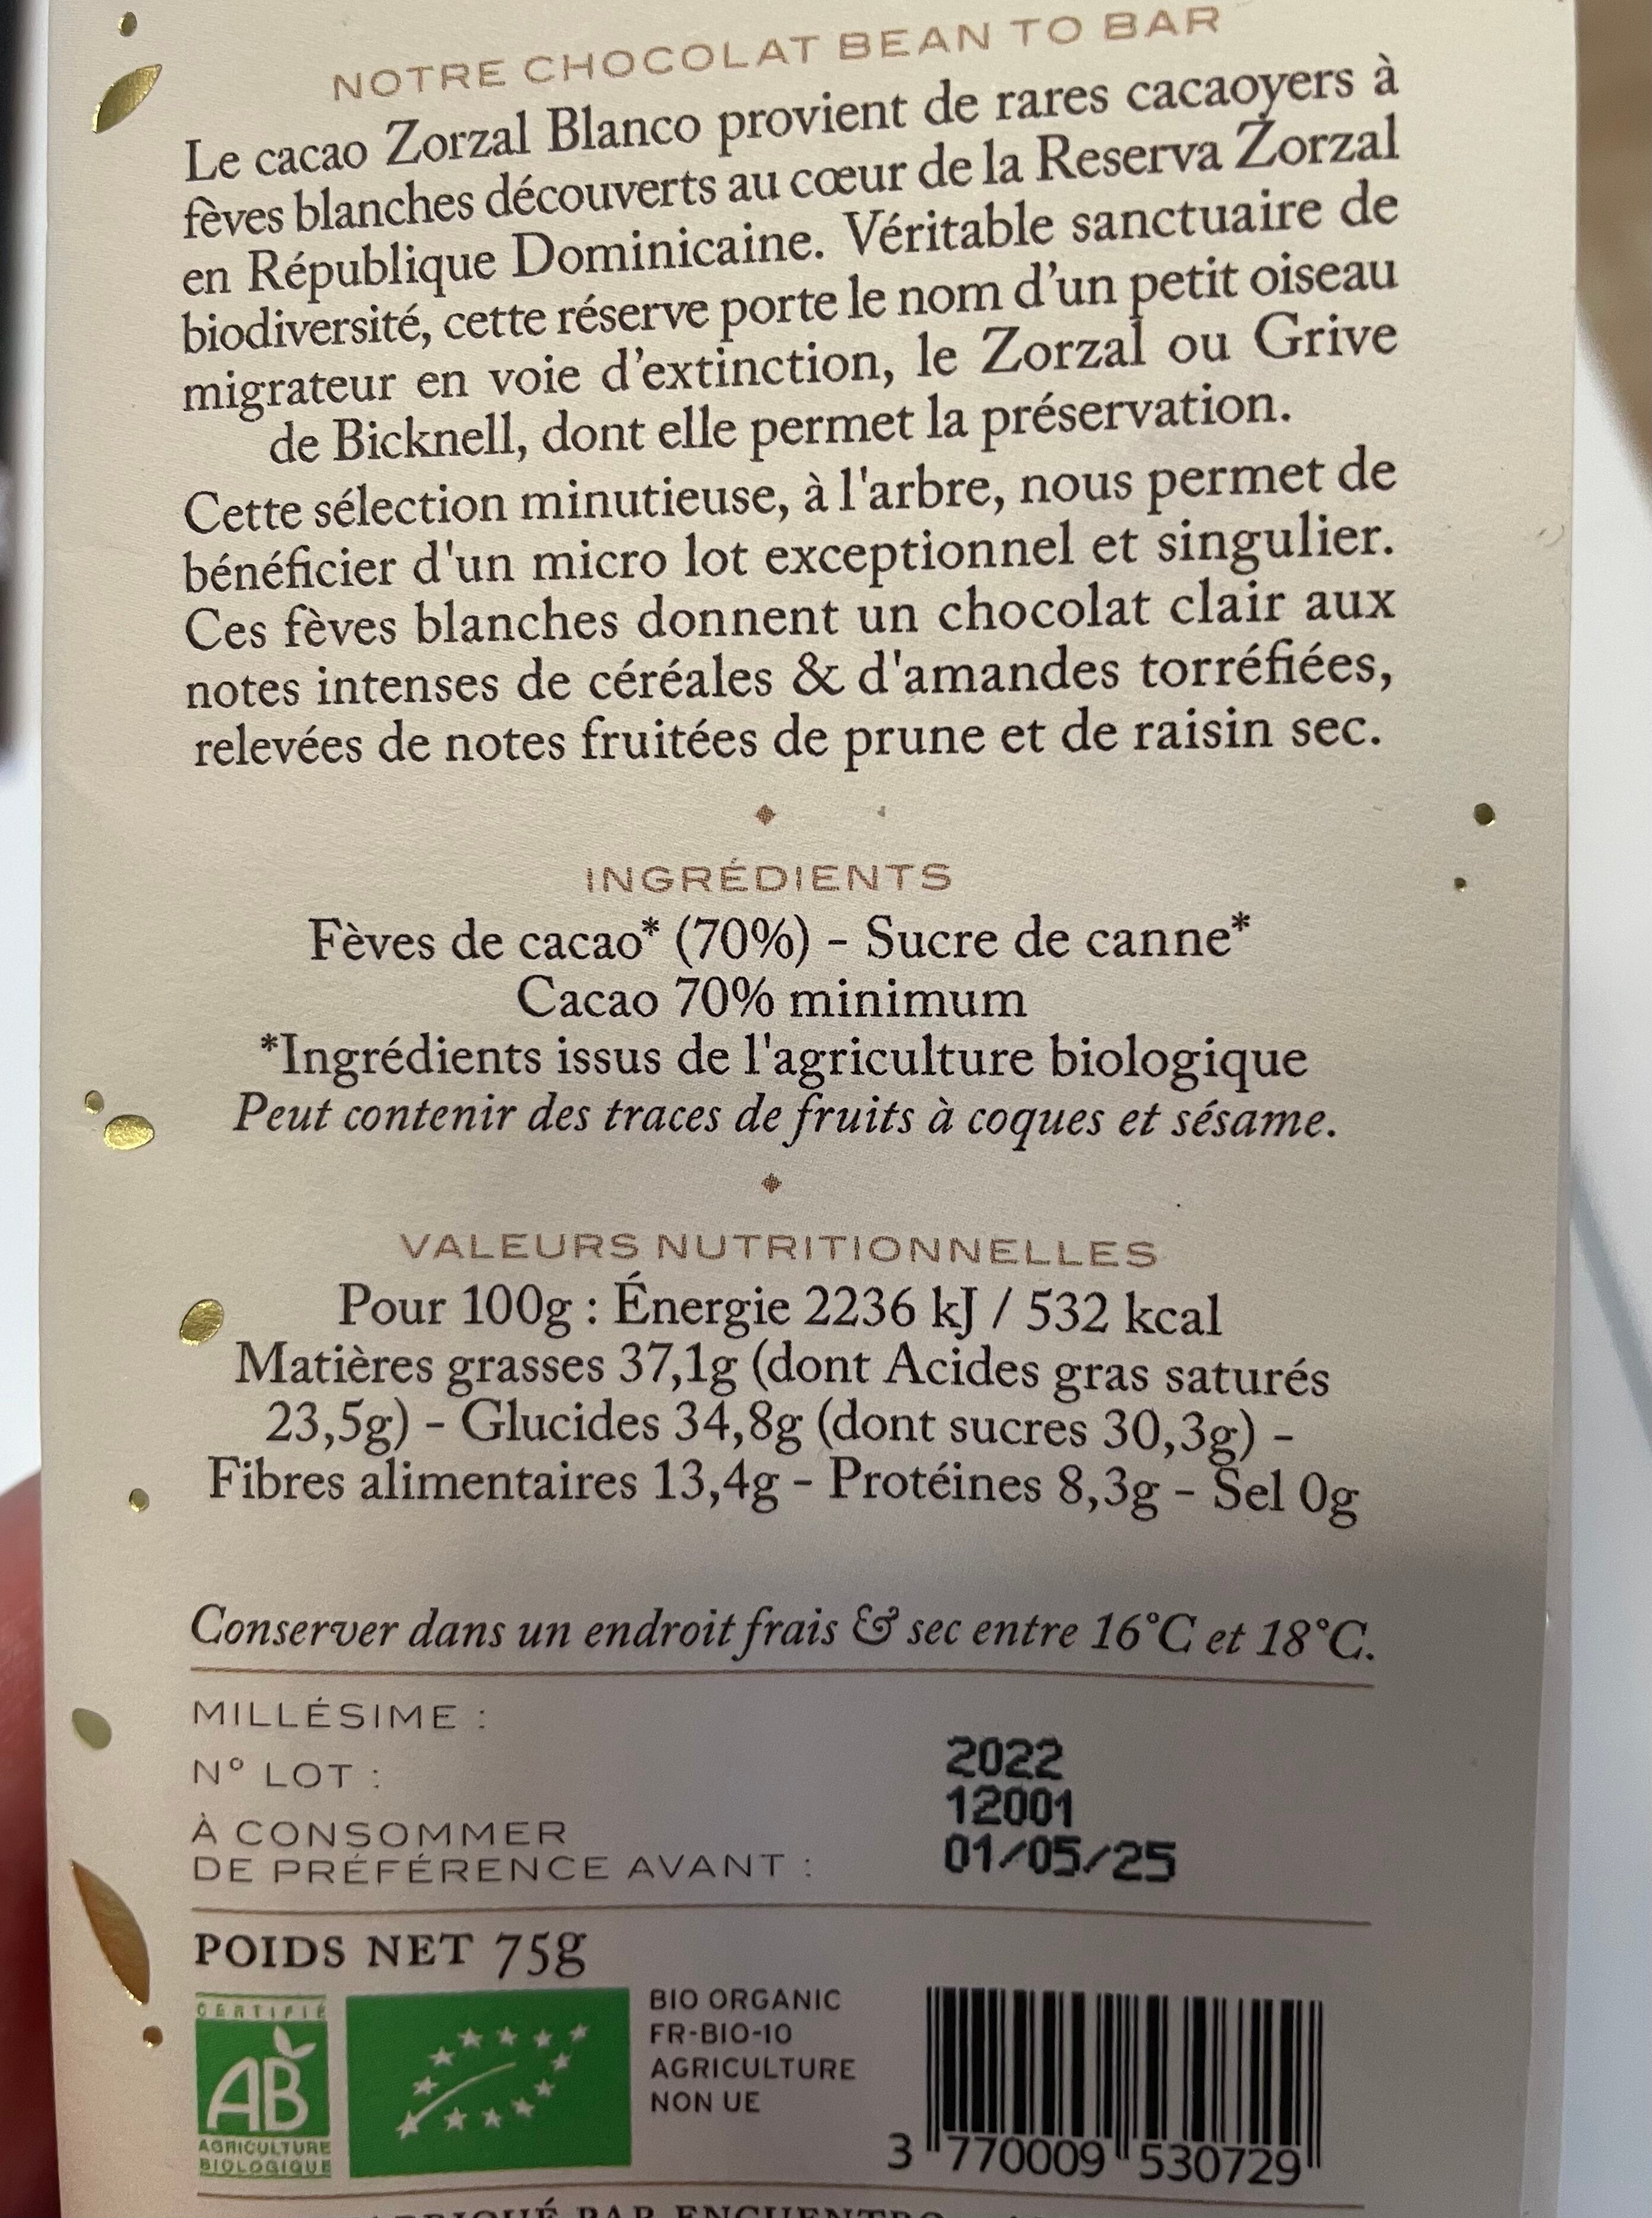 NOTRE CHOCOLAT BEAN TO BAR
Le cacao Zorzal Blanco provient de rares cacaoyers à
fèves blanches découverts au cœur de la Reserva Zorzal
en République Dominicaine. Véritable sanctuaire de
biodiversité, cette réserve porte le nom d’un petit oiseau
migrateur en voie d’extinction, le Zorzal ou Grive
de Bicknell, dont elle permet la préservation.
Cette sélection minutieuse, à l'arbre, nous permet de
bénéficier d'un micro lot exceptionnel et singulier.
Ces fèves blanches donnent un chocolat clair aux
notes intenses de céréales & d'amandes torréfiées,
relevées de notes fruitées de prune et de raisin sec.
INGRÉDIENTS
Fèves de cacao* (70%) - Sucre de canne*
Cacao 70% minimum
*Ingrédients issus de l'agriculture biologique
Peut contenir des traces de fruits à coques et sésame.
VALEURS NUTRITIONNELLES
Pour 100g : Énergie 2236 kJ / 532 kcal
Matières grasses 37,1g (dont Acides gras saturés
23,5g) - Glucides 34,8g (dont sucres 30,3g) -
Fibres alimentaires 13,4g - Protéines 8,3g - Sel 0g
Conserver dans un endroit frais & sec entre 16°C et 18°C.
MILLÉSIME :
2022
N° LOT :
12001
À CONSOMMER
DE PRÉFÉRENCE AVANT :
01/05/25
POIDS NET 75g
CERTIFIÉ
AB
AGRICULTURE
BIOLOGIQUE
BIO ORGANIC
FR-BIO-10
AGRICULTURE
NON UE
3 770009 530729
PAR ENCUENTRO